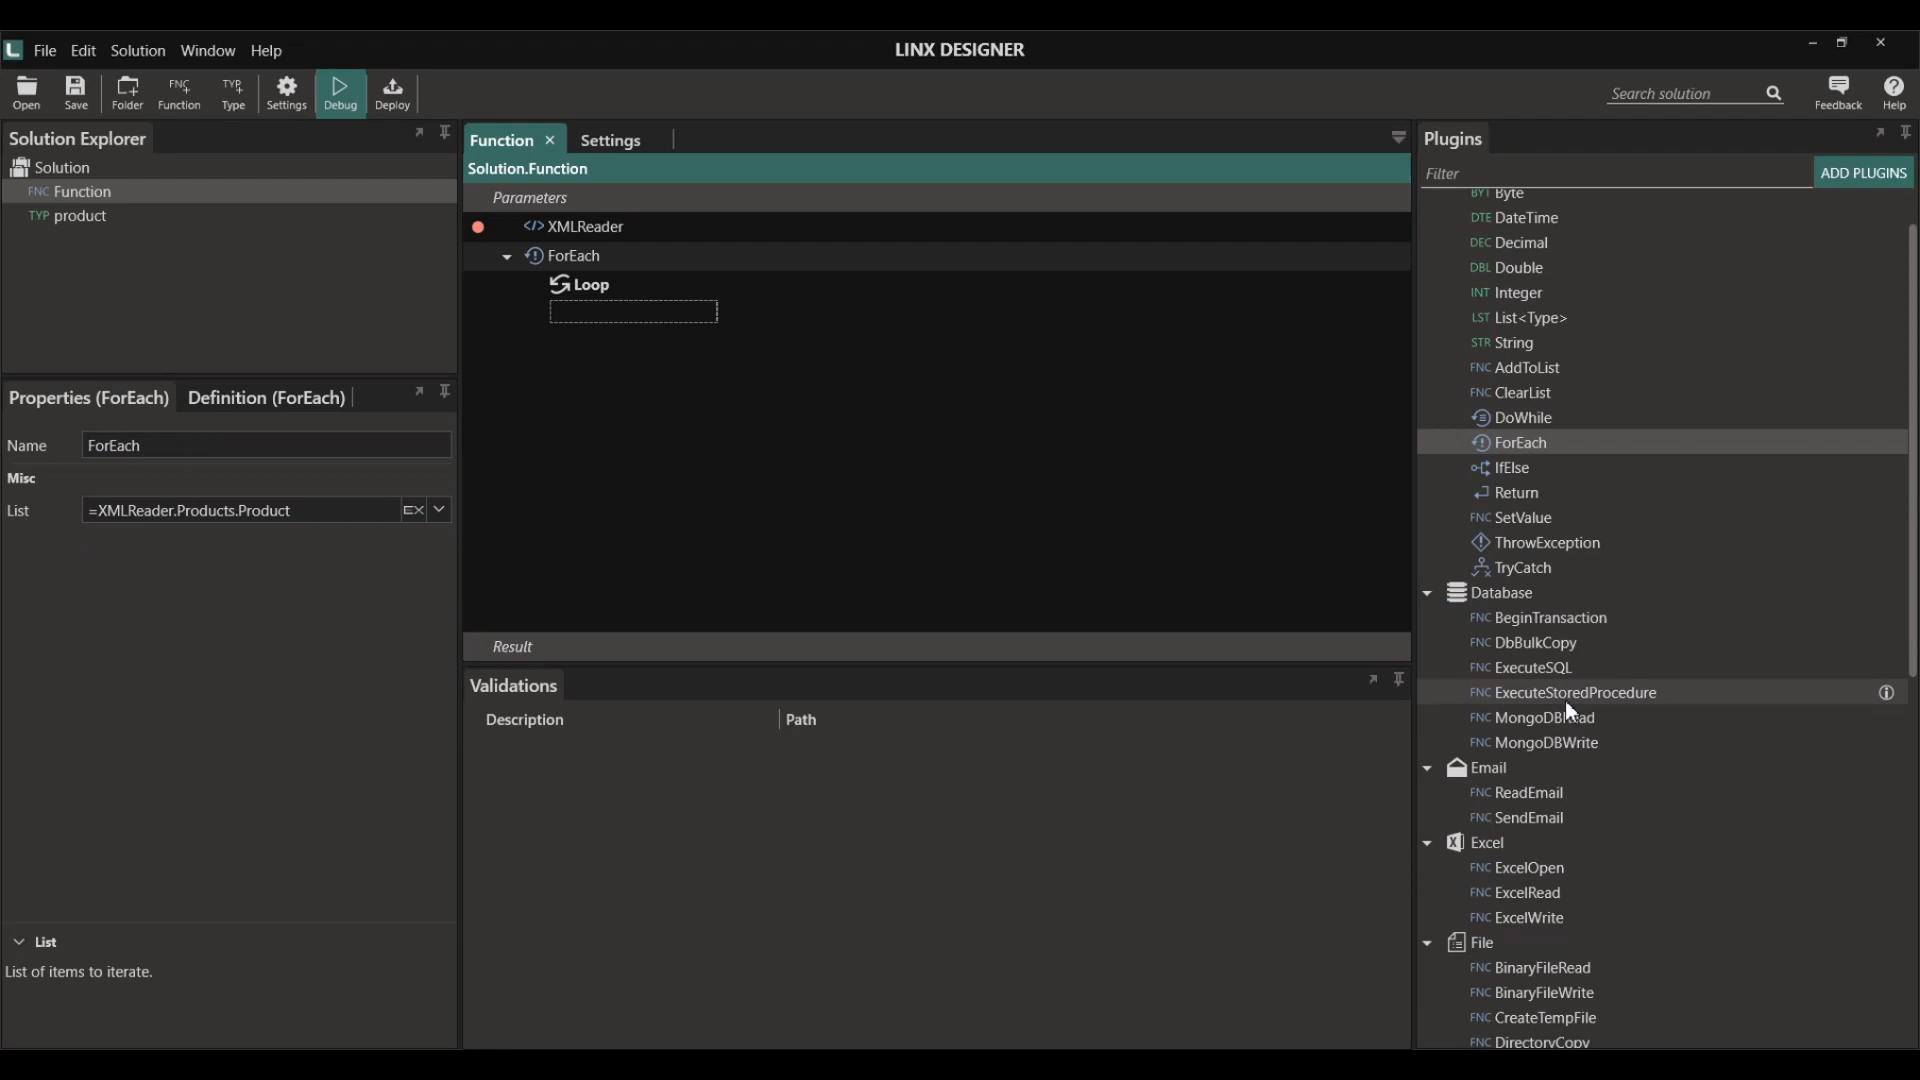 L File Edit Solution Window Help LINX DESIGNER
FNC TYP
Open Save Folder Function Type Settings Debug Deploy Search solution Feedback Help
Solution Explorer
Solution
FNC Function
TYP product
Properties (ForEach) Definition (ForEach)
Name ForEach
Misc
List =XMLReader.Products.Product
List
List of items to iterate.
Function Settings
Solution.Function
Parameters
XMLReader
ForEach
Loop
Result
Validations
Description Path
Plugins
Filter ADD PLUGINS
BYT Byte
DTE DateTime
DEC Decimal
DBL Double
INT Integer
LST List<Type>
STR String
FNC AddToList
FNC ClearList
DoWhile
ForEach
IfElse
Return
FNC SetValue
ThrowException
TryCatch
Database
FNC BeginTransaction
FNC DbBulkCopy
FNC ExecuteSQL
FNC ExecuteStoredProcedure
FNC MongoDBRead
FNC MongoDBWrite
Email
FNC ReadEmail
FNC SendEmail
Excel
FNC ExcelOpen
FNC ExcelRead
FNC ExcelWrite
File
FNC BinaryFileRead
FNC BinaryFileWrite
FNC CreateTempFile
FNC DirectoryCopy